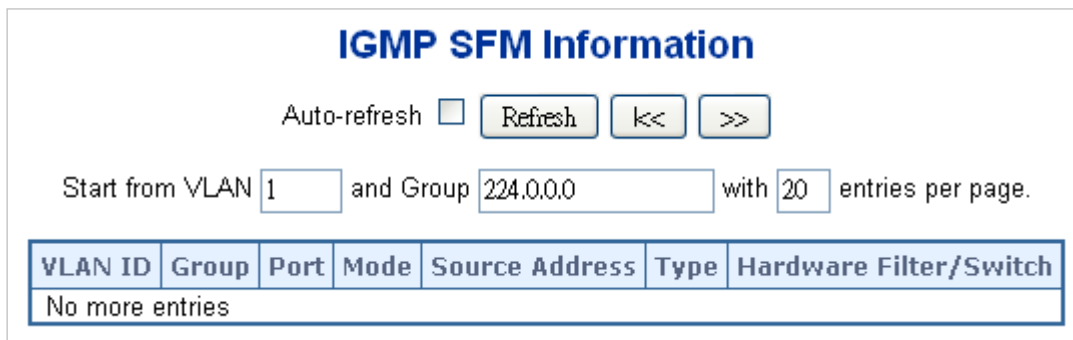 IGMP SFM Information
Auto-refresh Refresh |<< >>
Start from VLAN 1 and Group 224.0.0.0 with 20 entries per page.
VLAN ID Group Port Mode Source Address Type Hardware Filter/Switch
No more entries